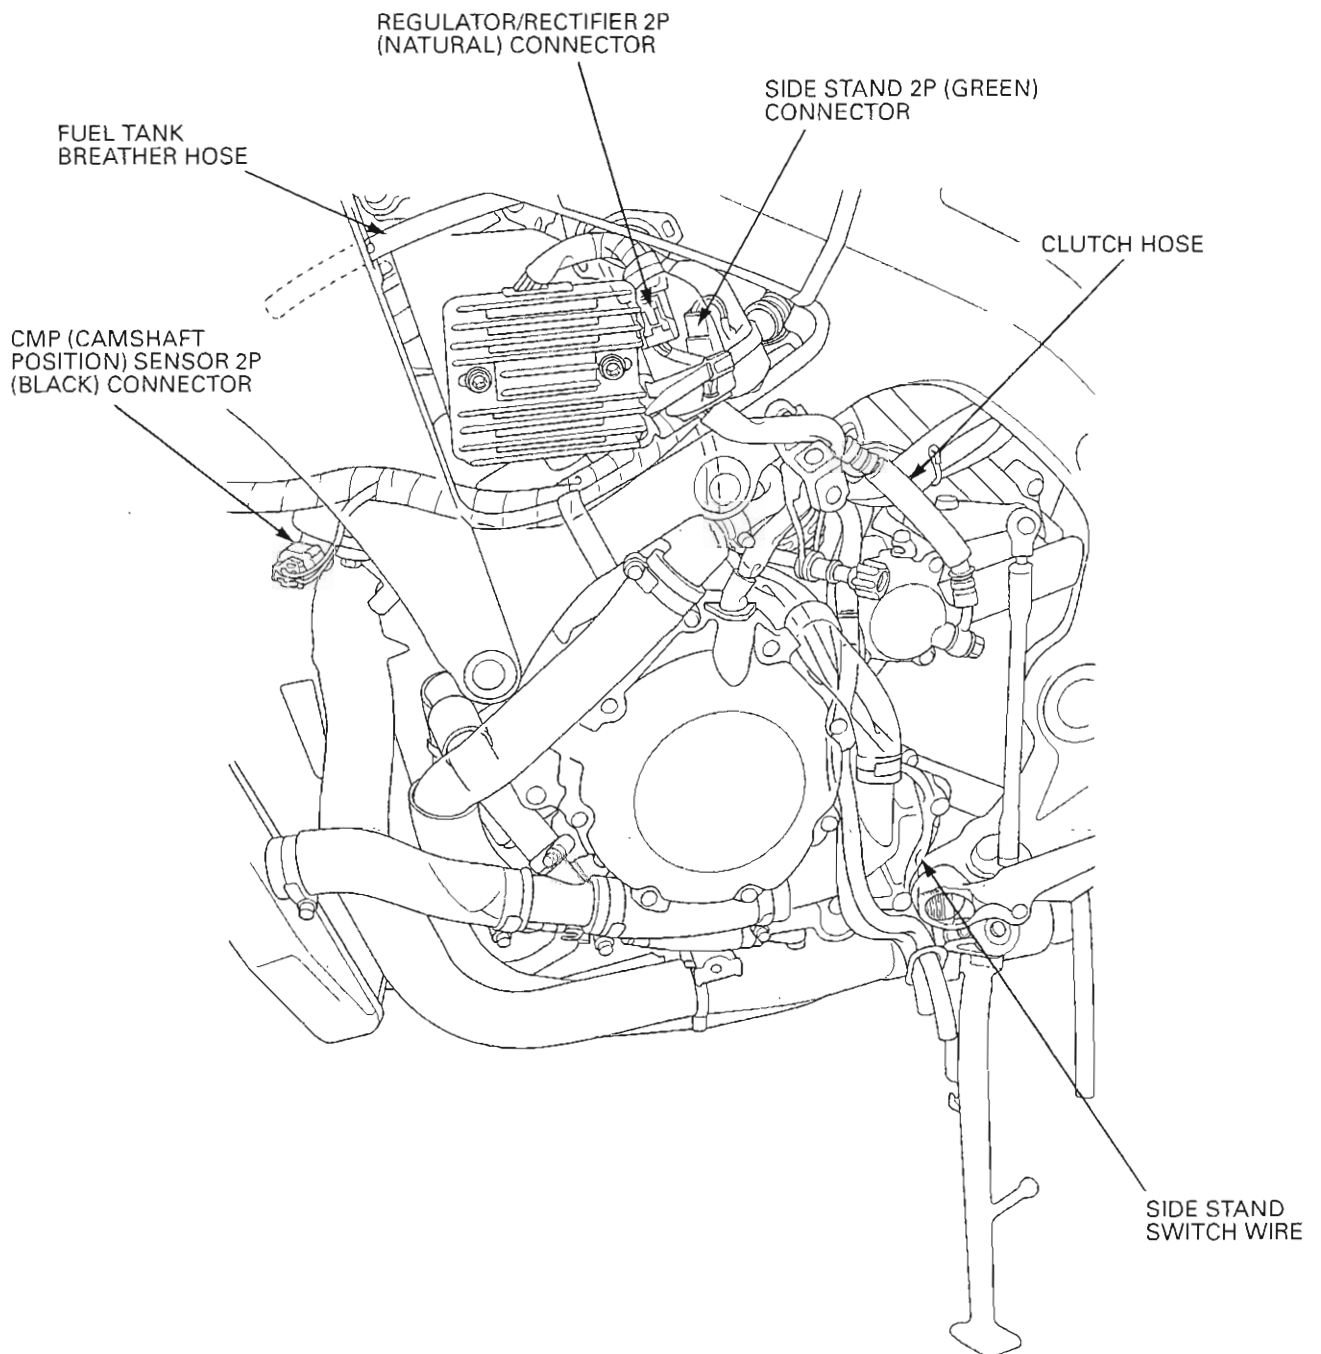 REGULATOR/RECTIFIER 2P
(NATURAL) CONNECTOR
SIDE STAND 2P (GREEN)
CONNECTOR
FUEL TANK
BREATHER HOSE
CLUTCH HOSE
CMP (CAMSHAFT
POSITION) SENSOR 2P
(BLACK) CONNECTOR
SIDE STAND
SWITCH WIRE